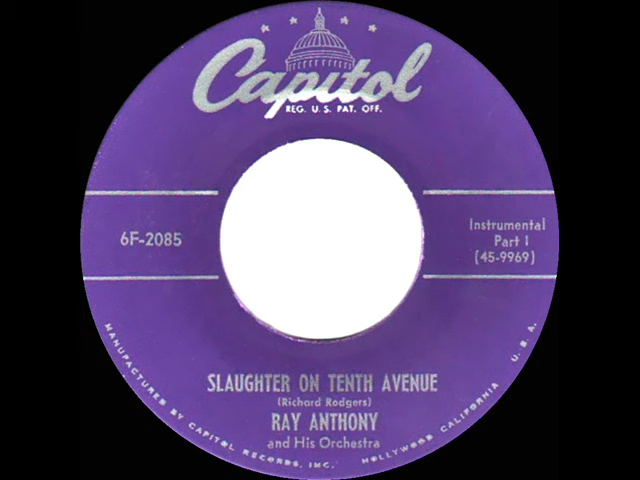 Capitol
REG. U. S. PAT. OFF.
6F-2085
Instrumental
Part 1
(45-9969)
SLAUGHTER ON TENTH AVENUE
(Richard Rodgers)
RAY ANTHONY
and His Orchestra
MANUFACTURED BY CAPITOL RECORDS, INC. HOLLYWOOD CALIFORNIA U. S. A.